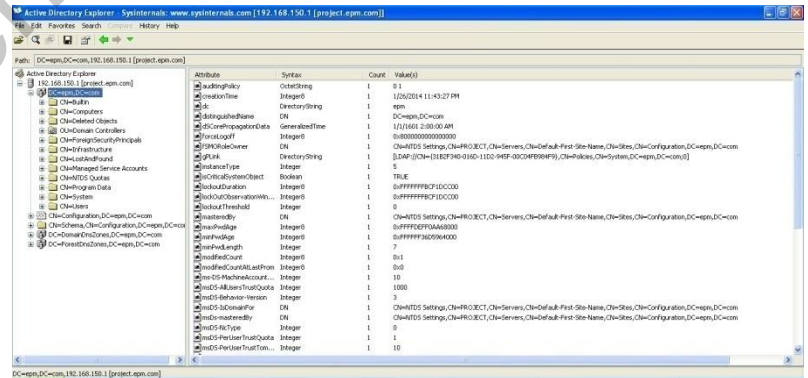 Active Directory Explorer - Sysinternals: www.sysinternals.com [192.168.150.1 [project.epm.com]]
File Edit Favorites Search Compare History Help
Path: DC=epm,DC=com,192.168.150.1 [project.epm.com]
Active Directory Explorer
192.168.150.1 [project.epm.com]
DC=epm,DC=com
CN=Builtin
CN=Computers
CN=Deleted Objects
OU=Domain Controllers
CN=ForeignSecurityPrincipals
CN=Infrastructure
CN=LostAndFound
CN=Managed Service Accounts
CN=NTDS Quotas
CN=Program Data
CN=System
CN=Users
CN=Configuration,DC=epm,DC=com
CN=Schema,CN=Configuration,DC=epm,DC=co
DC=DomainDnsZones,DC=epm,DC=com
DC=ForestDnsZones,DC=epm,DC=com
Attribute Syntax Count Value(s)
auditingPolicy OctetString 1 0 1
creationTime Integer8 1 1/26/2014 11:43:27 PM
dc DirectoryString 1 epm
distinguishedName DN 1 DC=epm,DC=com
dSCorePropagationData GeneralizedTime 1 1/1/1601 2:00:00 AM
forceLogoff Integer8 1 0x8000000000000000
fSMORoleOwner DN 1 CN=NTDS Settings,CN=PROJECT,CN=Servers,CN=Default-First-Site-Name,CN=Sites,CN=Configuration,DC=epm,DC=com
gPLink DirectoryString 1 [LDAP://CN={31B2F340-016D-11D2-945F-00C04FB984F9},CN=Policies,CN=System,DC=epm,DC=com;0]
instanceType Integer 1 5
isCriticalSystemObject Boolean 1 TRUE
lockoutDuration Integer8 1 0xFFFFFFFBCF1DCC00
lockOutObservationWin... Integer8 1 0xFFFFFFFBCF1DCC00
lockoutThreshold Integer 1 0
masteredBy DN 1 CN=NTDS Settings,CN=PROJECT,CN=Servers,CN=Default-First-Site-Name,CN=Sites,CN=Configuration,DC=epm,DC=com
maxPwdAge Integer8 1 0xFFFFDEFF0AA68000
minPwdAge Integer8 1 0xFFFFFF36D5964000
minPwdLength Integer 1 7
modifiedCount Integer8 1 0x1
modifiedCountAtLastProm Integer8 1 0x0
ms-DS-MachineAccount... Integer 1 10
msDS-AllUsersTrustQuota Integer 1 1000
msDS-Behavior-Version Integer 1 3
msDS-IsDomainFor DN 1 CN=NTDS Settings,CN=PROJECT,CN=Servers,CN=Default-First-Site-Name,CN=Sites,CN=Configuration,DC=epm,DC=com
msDs-masteredBy DN 1 CN=NTDS Settings,CN=PROJECT,CN=Servers,CN=Default-First-Site-Name,CN=Sites,CN=Configuration,DC=epm,DC=com
msDS-NcType Integer 1 0
msDS-PerUserTrustQuota Integer 1 1
msDS-PerUserTrustTom... Integer 1 10
DC=epm,DC=com,192.168.150.1 [project.epm.com]